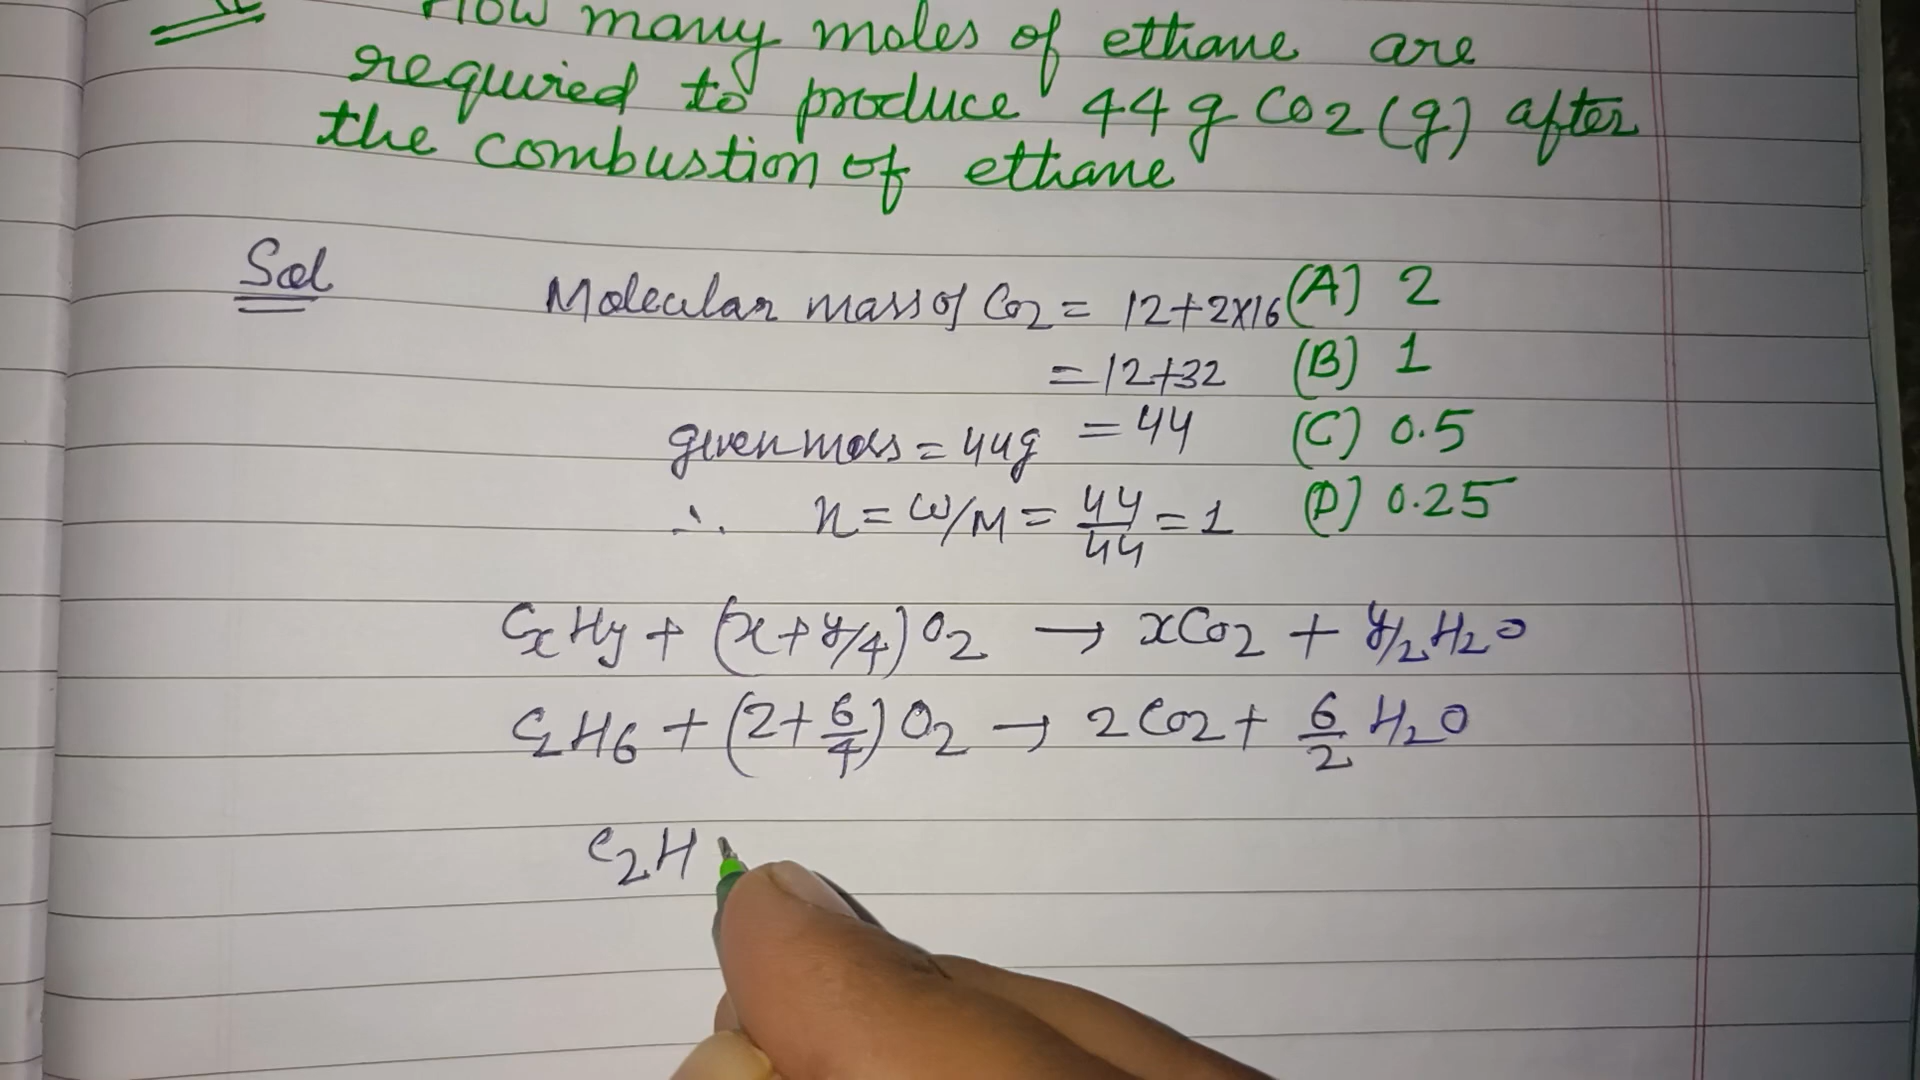 How many moles of ethane are
required to produce 44 g CO2 (g) after
the combustion of ethane
Sol
Molecular mass of CO2 = 12+2x16
= 12+32
= 44
given mass = 44g
∴ n = w/M = 44/44 = 1
(A) 2
(B) 1
(C) 0.5
(D) 0.25
CxHy + (x+y/4) O2 → xCO2 + y/2 H2O
C2H6 + (2+6/4) O2 → 2CO2 + 6/2 H2O
C2H